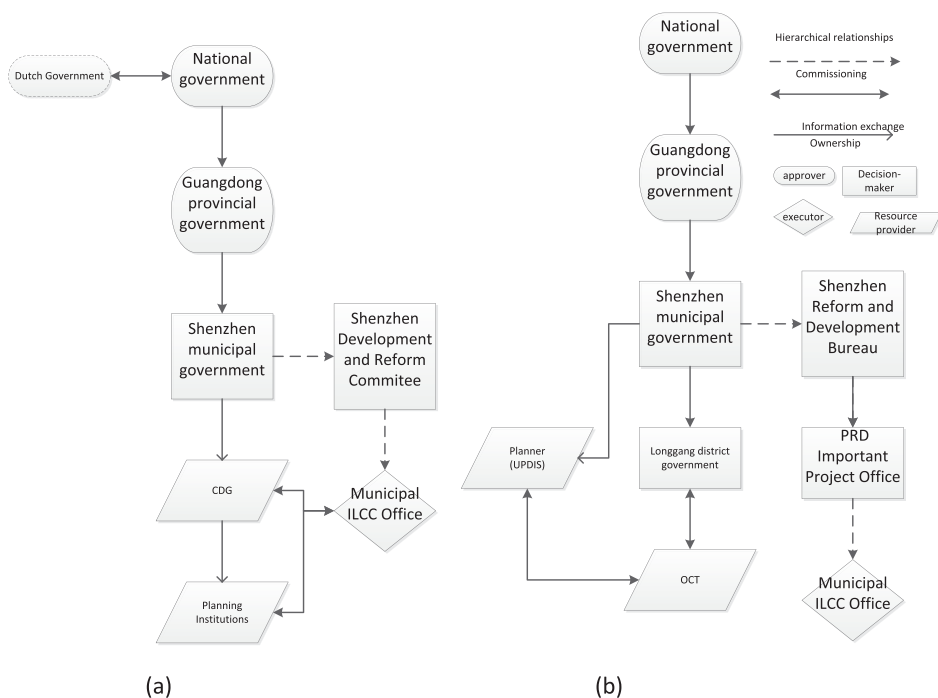 Dutch Government
National
government
Guangdong
provincial
government
Shenzhen
municipal
government
Shenzhen
Development
and Reform
Commitee
CDG
Municipal
ILCC Office
Planning
Institutions
(a)
National
government
Guangdong
provincial
government
Shenzhen
municipal
government
Shenzhen
Reform and
Development
Bureau
Planner
(UPDIS)
Longgang district
government
PRD
Important
Project Office
OCT
Municipal
ILCC Office
(b)
Hierarchical relationships
Commissioning
Information exchange
Ownership
approver
Decision-
maker
executor
Resource
provider